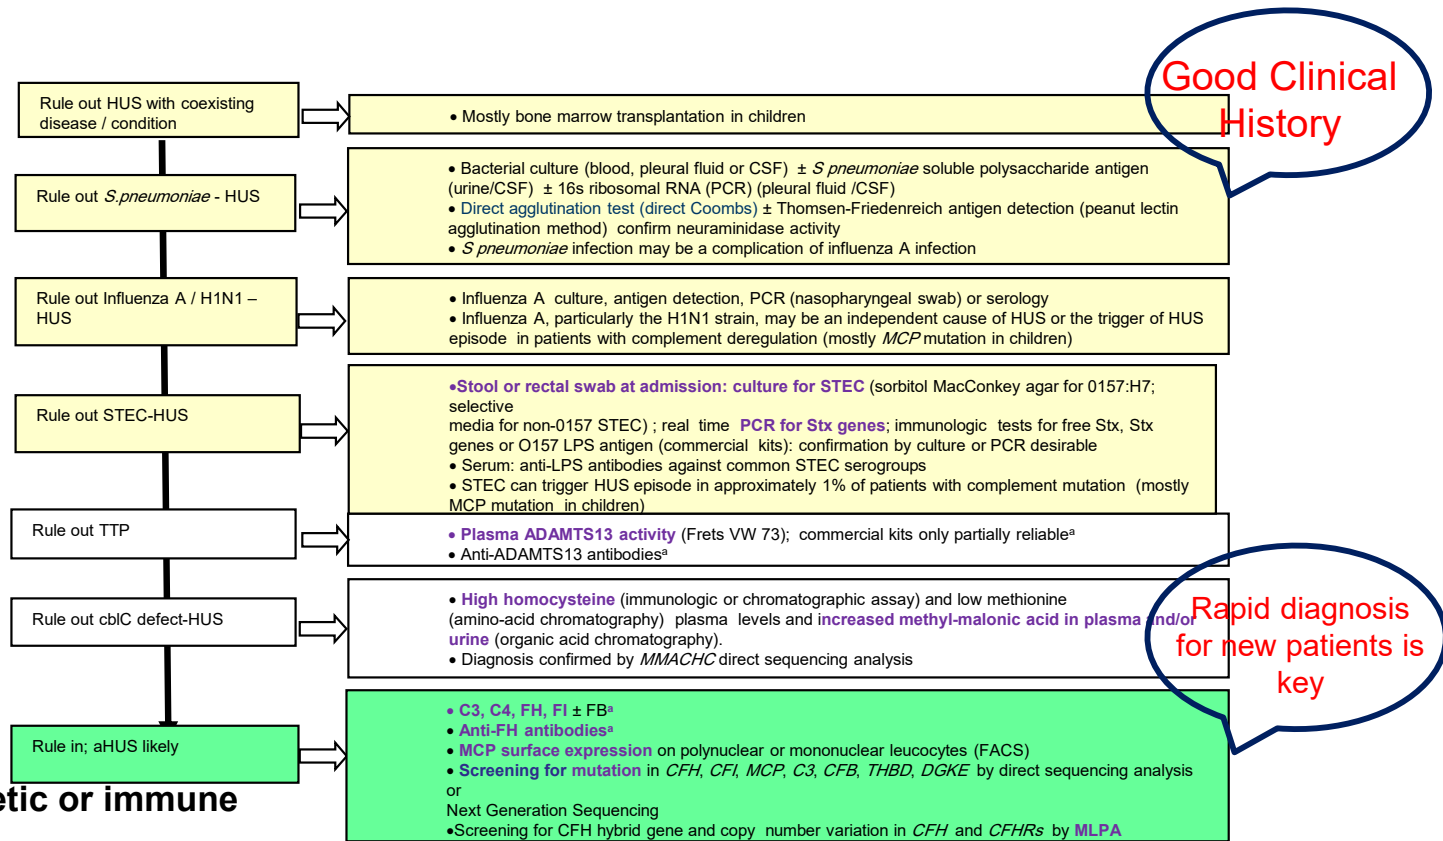 Good Clinical
History
Rule out HUS with coexisting
disease / condition
• Mostly bone marrow transplantation in children
Rule out S.pneumoniae - HUS
• Bacterial culture (blood, pleural fluid or CSF) ± S pneumoniae soluble polysaccharide antigen
(urine/CSF) ± 16s ribosomal RNA (PCR) (pleural fluid /CSF)
• Direct agglutination test (direct Coombs) ± Thomsen-Friedenreich antigen detection (peanut lectin
agglutination method) confirm neuraminidase activity
• S pneumoniae infection may be a complication of influenza A infection
Rule out Influenza A / H1N1 –
HUS
• Influenza A culture, antigen detection, PCR (nasopharyngeal swab) or serology
• Influenza A, particularly the H1N1 strain, may be an independent cause of HUS or the trigger of HUS
episode in patients with complement deregulation (mostly MCP mutation in children)
Rule out STEC-HUS
•Stool or rectal swab at admission: culture for STEC (sorbitol MacConkey agar for 0157:H7;
selective
media for non-0157 STEC) ; real time PCR for Stx genes; immunologic tests for free Stx, Stx
genes or O157 LPS antigen (commercial kits): confirmation by culture or PCR desirable
• Serum: anti-LPS antibodies against common STEC serogroups
• STEC can trigger HUS episode in approximately 1% of patients with complement mutation (mostly
MCP mutation in children)
Rule out TTP
• Plasma ADAMTS13 activity (Frets VW 73); commercial kits only partially reliableª
• Anti-ADAMTS13 antibodiesª
Rule out cblC defect-HUS
• High homocysteine (immunologic or chromatographic assay) and low methionine
(amino-acid chromatography) plasma levels and increased methyl-malonic acid in plasma and/or
urine (organic acid chromatography).
• Diagnosis confirmed by MMACHC direct sequencing analysis
Rapid diagnosis
for new patients is
key
Rule in; aHUS likely
• C3, C4, FH, FI ± FBª
• Anti-FH antibodiesª
• MCP surface expression on polynuclear or mononuclear leucocytes (FACS)
• Screening for mutation in CFH, CFI, MCP, C3, CFB, THBD, DGKE by direct sequencing analysis
or
Next Generation Sequencing
•Screening for CFH hybrid gene and copy number variation in CFH and CFHRs by MLPA
etic or immune